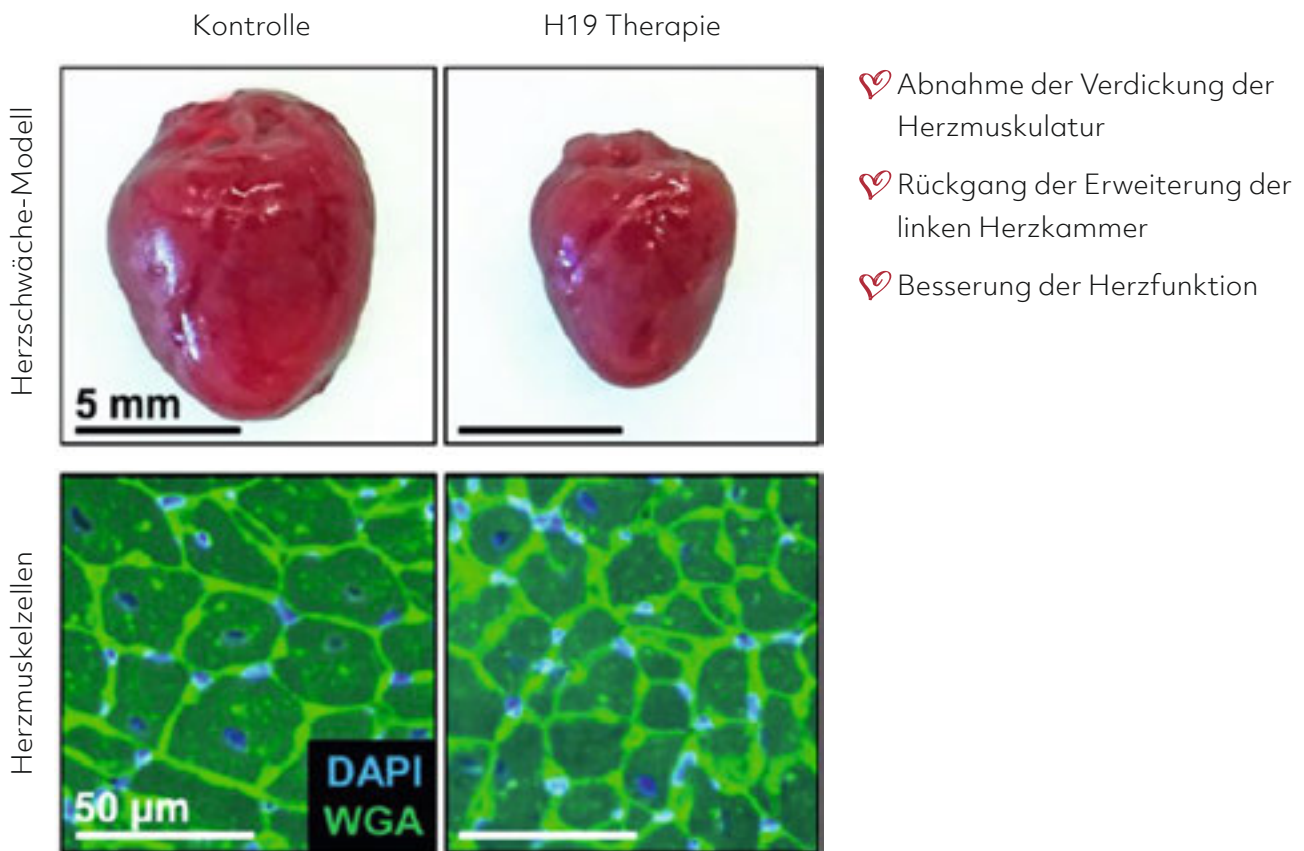 Kontrolle
H19 Therapie
Herzschwäche-Modell
5 mm
Abnahme der Verdickung der
Herzmuskulatur
Rückgang der Erweiterung der
linken Herzkammer
Besserung der Herzfunktion
Herzmuskelzellen
50 µm
DAPI
WGA